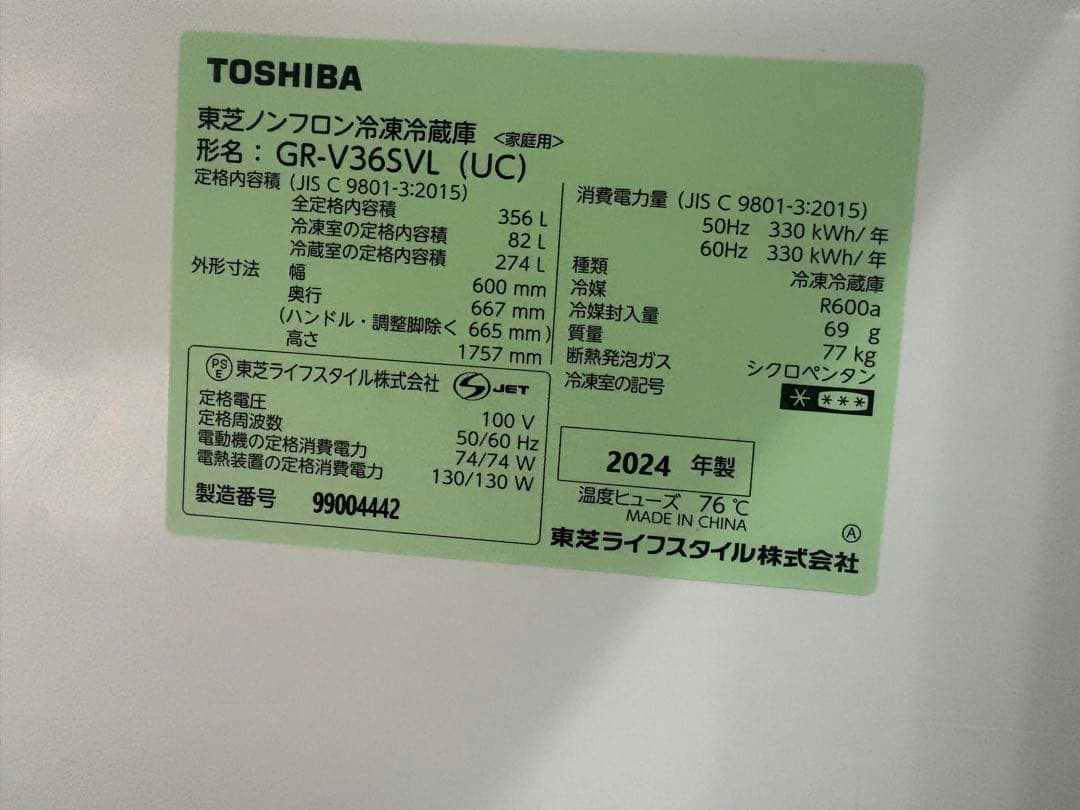 TOSHIBA
東芝ノンフロン冷凍冷蔵庫 <家庭用>
形名：GR-V36SVL (UC)
定格内容積 (JIS C 9801-3:2015)
全定格内容積 356 L
冷凍室の定格内容積 82 L
冷蔵室の定格内容積 274 L
外形寸法 幅 600 mm
奥行 667 mm
(ハンドル・調整脚除く 665 mm)
高さ 1757 mm
消費電力量 (JIS C 9801-3:2015)
50Hz 330 kWh/年
60Hz 330 kWh/年
種類 冷凍冷蔵庫
冷媒 R600a
冷媒封入量 69 g
質量 77 kg
断熱発泡ガス シクロペンタン
冷凍室の記号
PSE 東芝ライフスタイル株式会社 JET
定格電圧 100 V
定格周波数 50/60 Hz
電動機の定格消費電力 74/74 W
電熱装置の定格消費電力 130/130 W
製造番号 99004442
2024 年製
温度ヒューズ 76 ℃
MADE IN CHINA
Ⓐ
東芝ライフスタイル株式会社